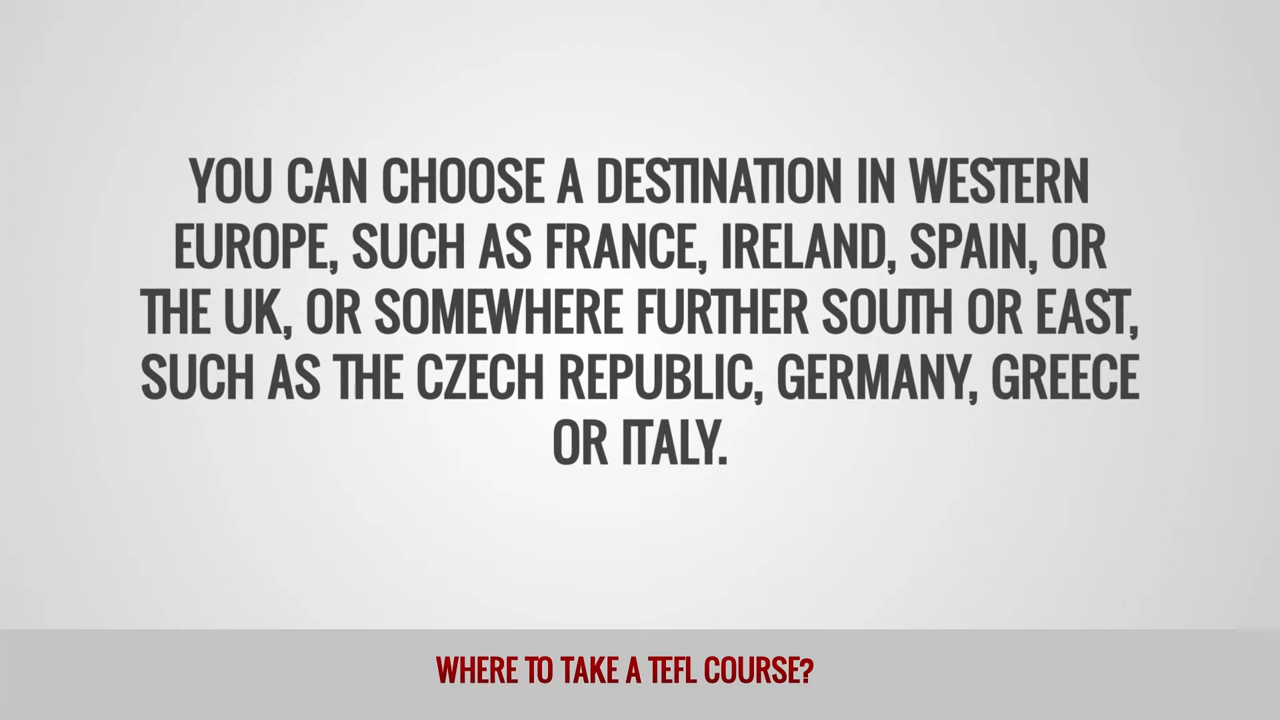 YOU CAN CHOOSE A DESTINATION IN WESTERN
EUROPE, SUCH AS FRANCE, IRELAND, SPAIN, OR
THE UK, OR SOMEWHERE FURTHER SOUTH OR EAST,
SUCH AS THE CZECH REPUBLIC, GERMANY, GREECE
OR ITALY.
WHERE TO TAKE A TEFL COURSE?